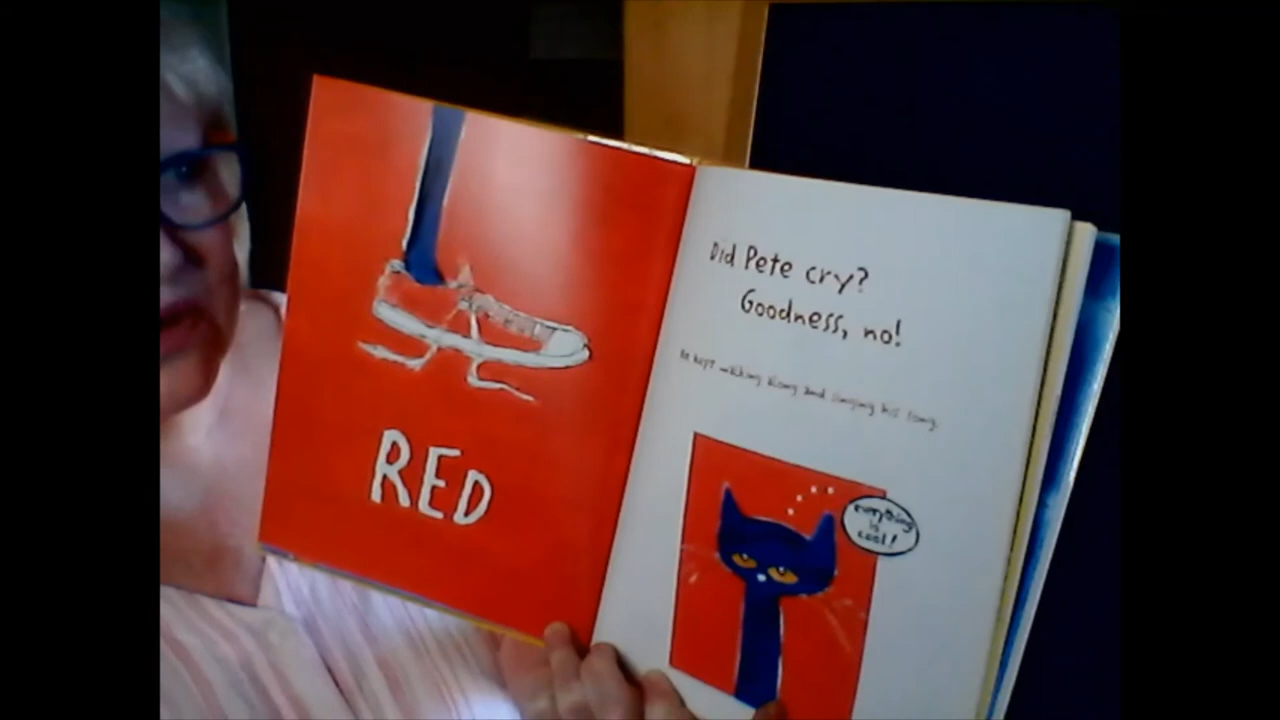 RED
Did Pete cry?
Goodness, no!
He kept walking along and singing his song.
everything
is
cool!